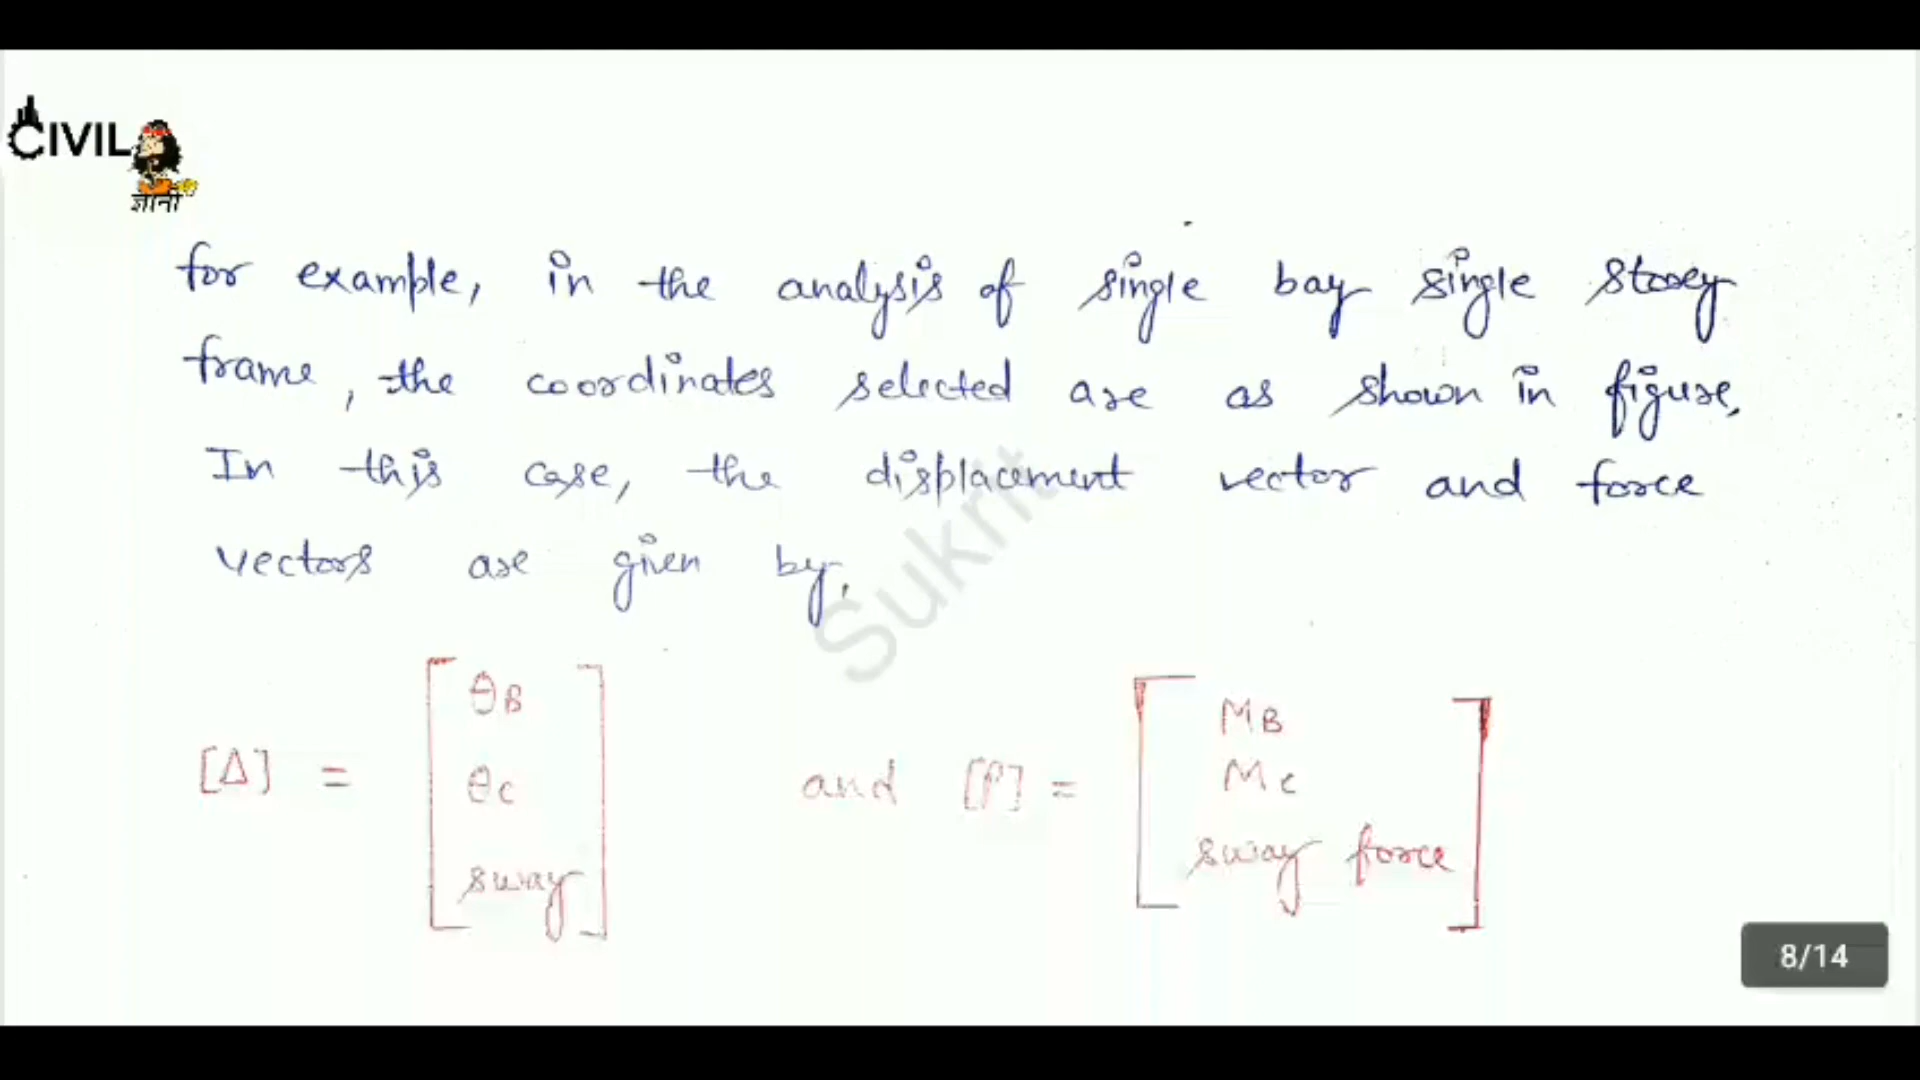 CIVIL
ज्ञानी
for example, in the analysis of single bay single storey
frame, the coordinates selected are as shown in figure,
In this case, the displacement vector and force
vectors are given by,
Sukrit
[Δ] = [θB θC sway] and [P] = [MB MC sway force]
8/14